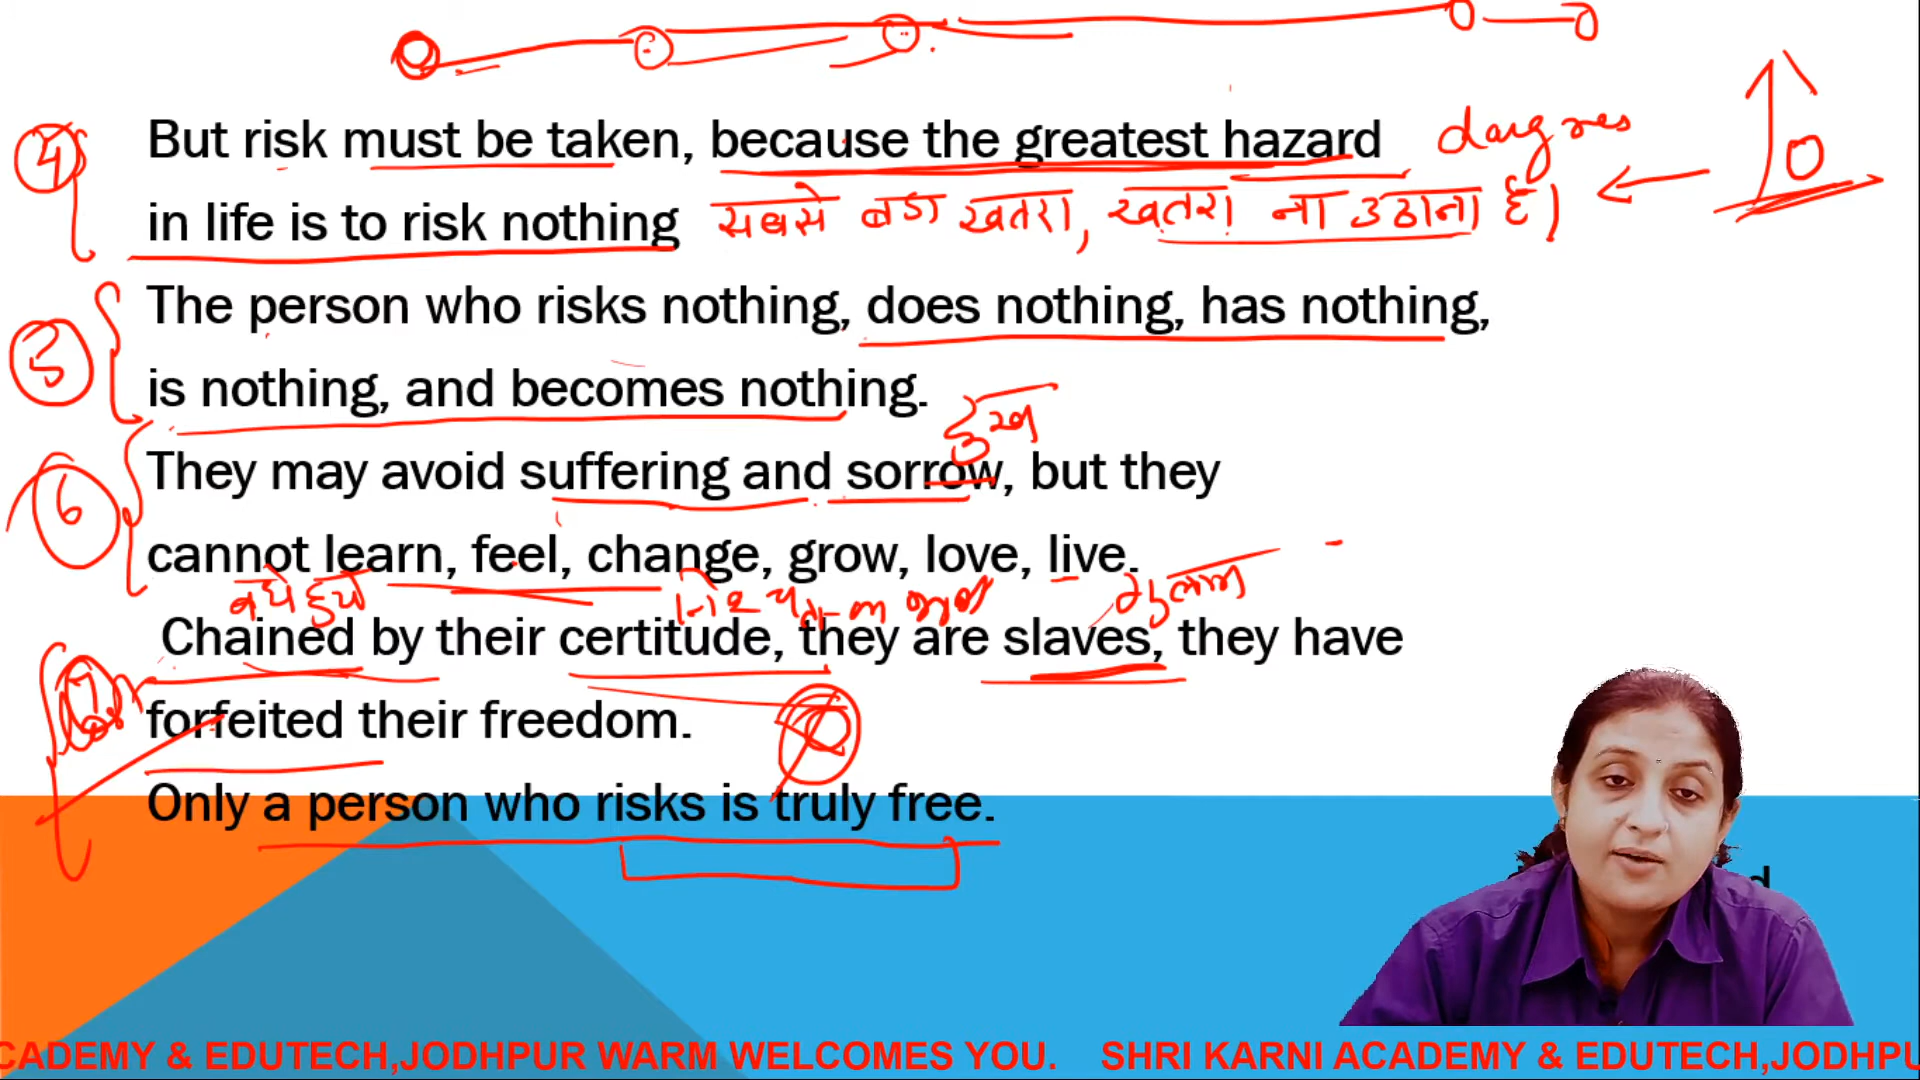 4 But risk must be taken, because the greatest hazard
in life is to risk nothing सबसे बडा खतरा, खतरा ना उठाना है।
5 The person who risks nothing, does nothing, has nothing,
is nothing, and becomes nothing.
6 They may avoid suffering and sorrow, but they
cannot learn, feel, change, grow, love, live.
Chained by their certitude, they are slaves, they have
forfeited their freedom.
Only a person who risks is truly free.
CADEMY & EDUTECH,JODHPUR WARM WELCOMES YOU. SHRI KARNI ACADEMY & EDUTECH,JODHPU